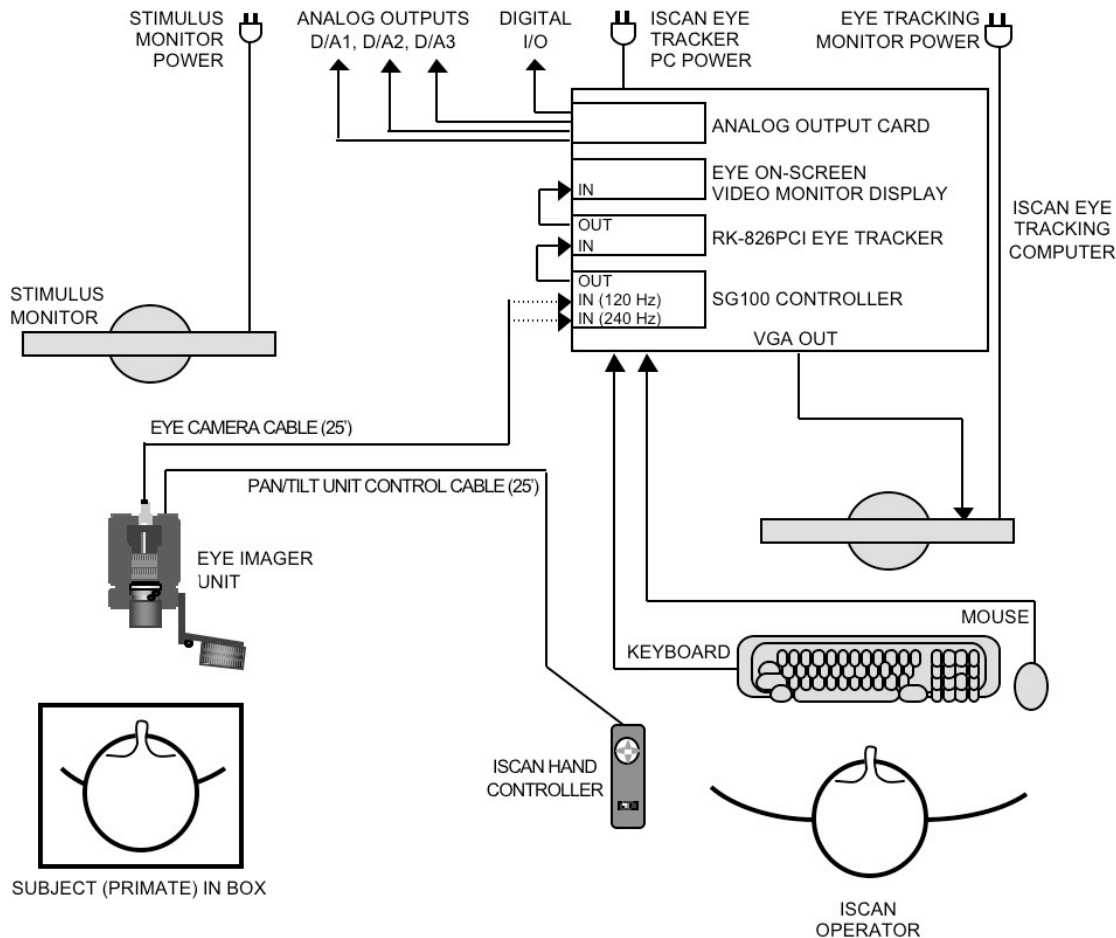 STIMULUS
MONITOR
POWER
ANALOG OUTPUTS
D/A1, D/A2, D/A3
DIGITAL
I/O
ISCAN EYE
TRACKER
PC POWER
EYE TRACKING
MONITOR POWER
ANALOG OUTPUT CARD
IN
EYE ON-SCREEN
VIDEO MONITOR DISPLAY
OUT
IN
RK-826PCI EYE TRACKER
OUT
IN (120 Hz)
IN (240 Hz)
SG100 CONTROLLER
VGA OUT
ISCAN EYE
TRACKING
COMPUTER
STIMULUS
MONITOR
EYE CAMERA CABLE (25')
PAN/TILT UNIT CONTROL CABLE (25')
EYE IMAGER
UNIT
MOUSE
KEYBOARD
ISCAN HAND
CONTROLLER
SUBJECT (PRIMATE) IN BOX
ISCAN
OPERATOR